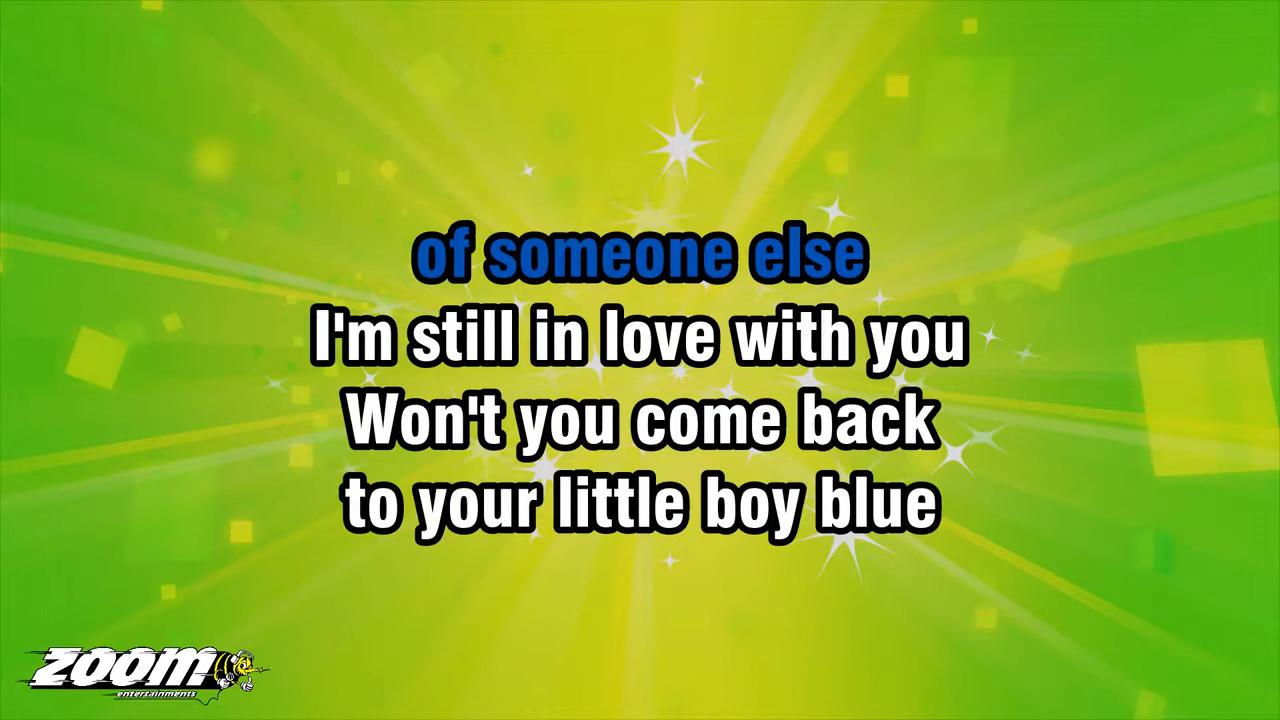 of someone else
I'm still in love with you
Won't you come back
to your little boy blue
zoom
entertainments